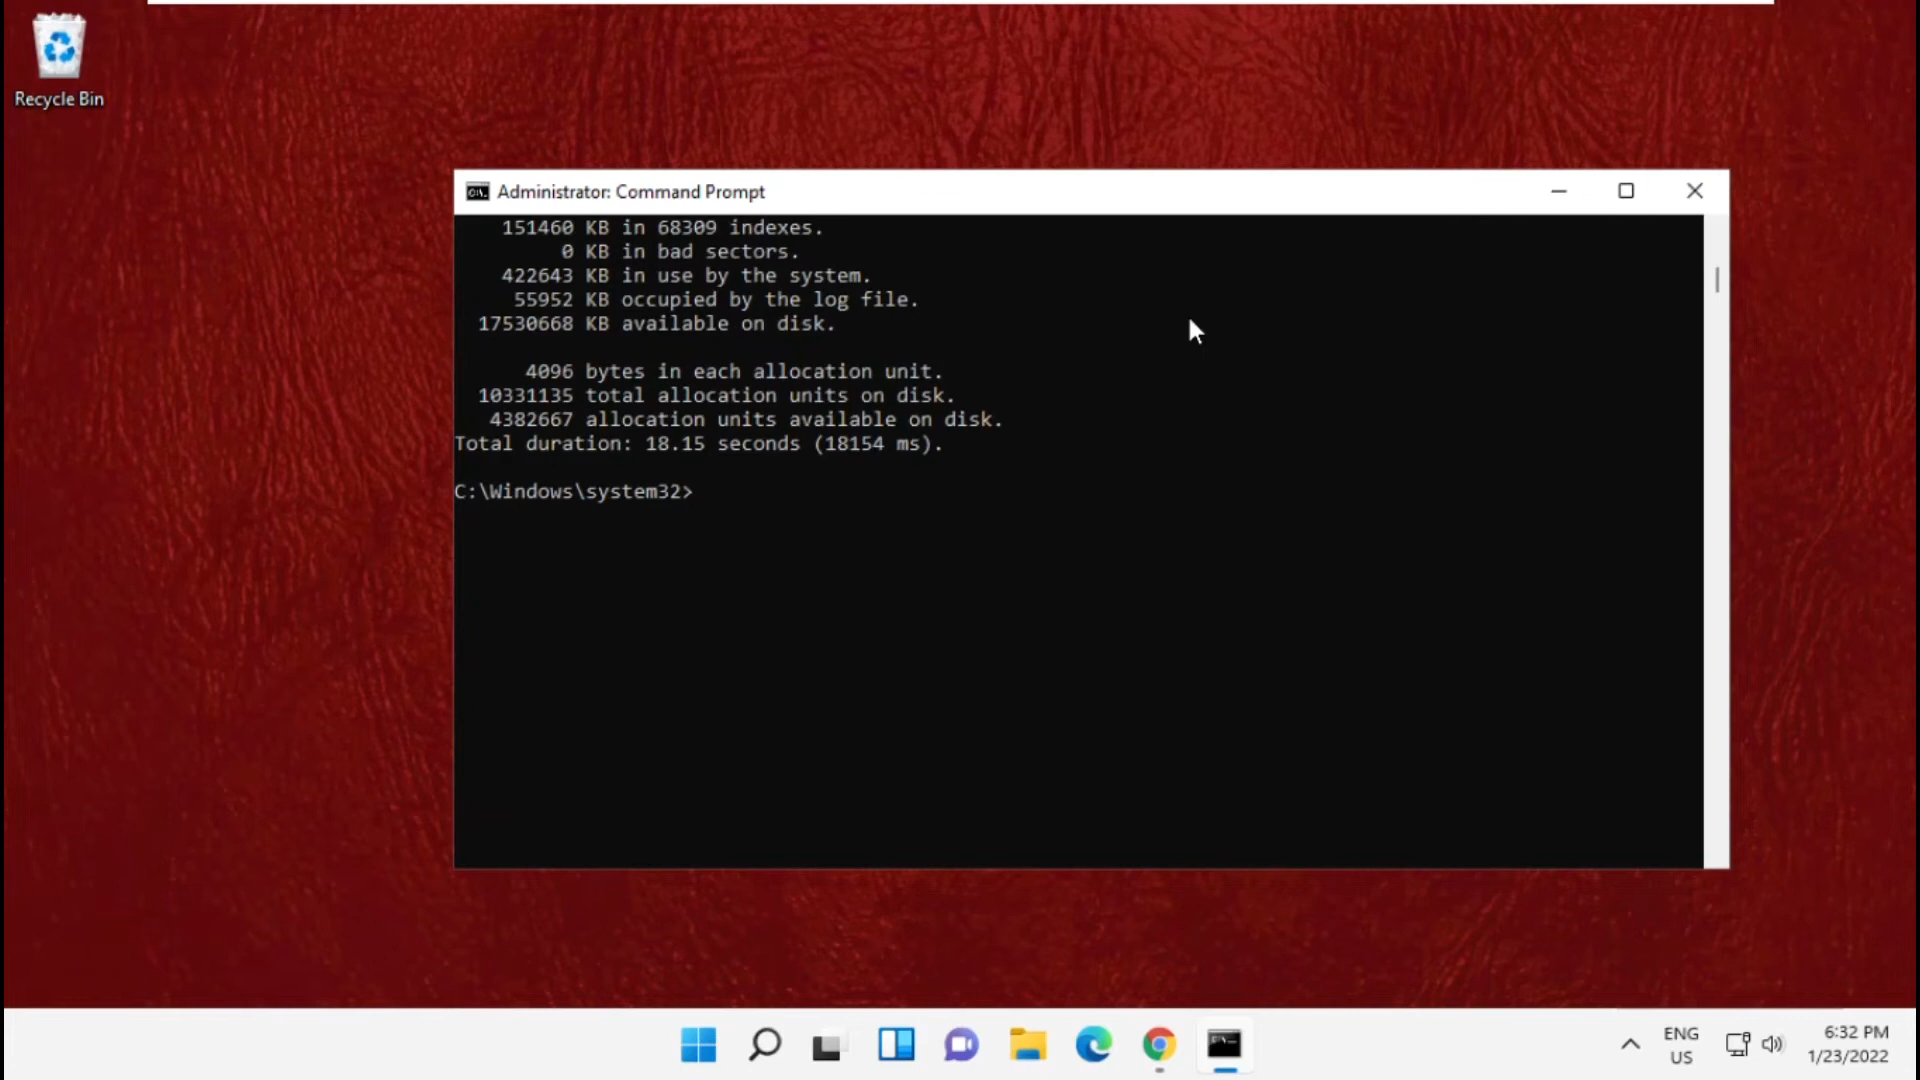 Recycle Bin
Administrator: Command Prompt
151460 KB in 68309 indexes.
0 KB in bad sectors.
422643 KB in use by the system.
55952 KB occupied by the log file.
17530668 KB available on disk.
4096 bytes in each allocation unit.
10331135 total allocation units on disk.
4382667 allocation units available on disk.
Total duration: 18.15 seconds (18154 ms).
C:\Windows\system32>
ENG
US
6:32 PM
1/23/2022